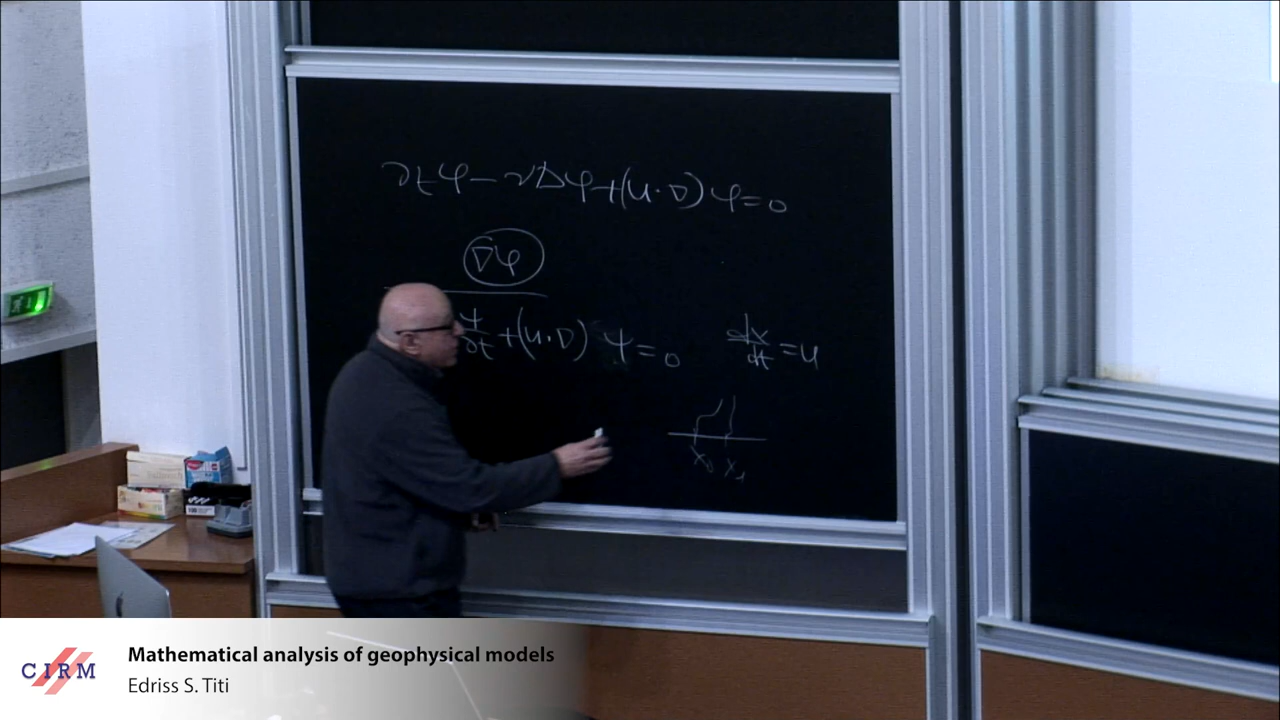 ∂tφ−νΔφ+(u·∇)φ=0
∇φ
φ/∂t+(u·∇) φ=0
dx/dt=u
x₀ x₁
CIRM
Mathematical analysis of geophysical models
Edriss S. Titi